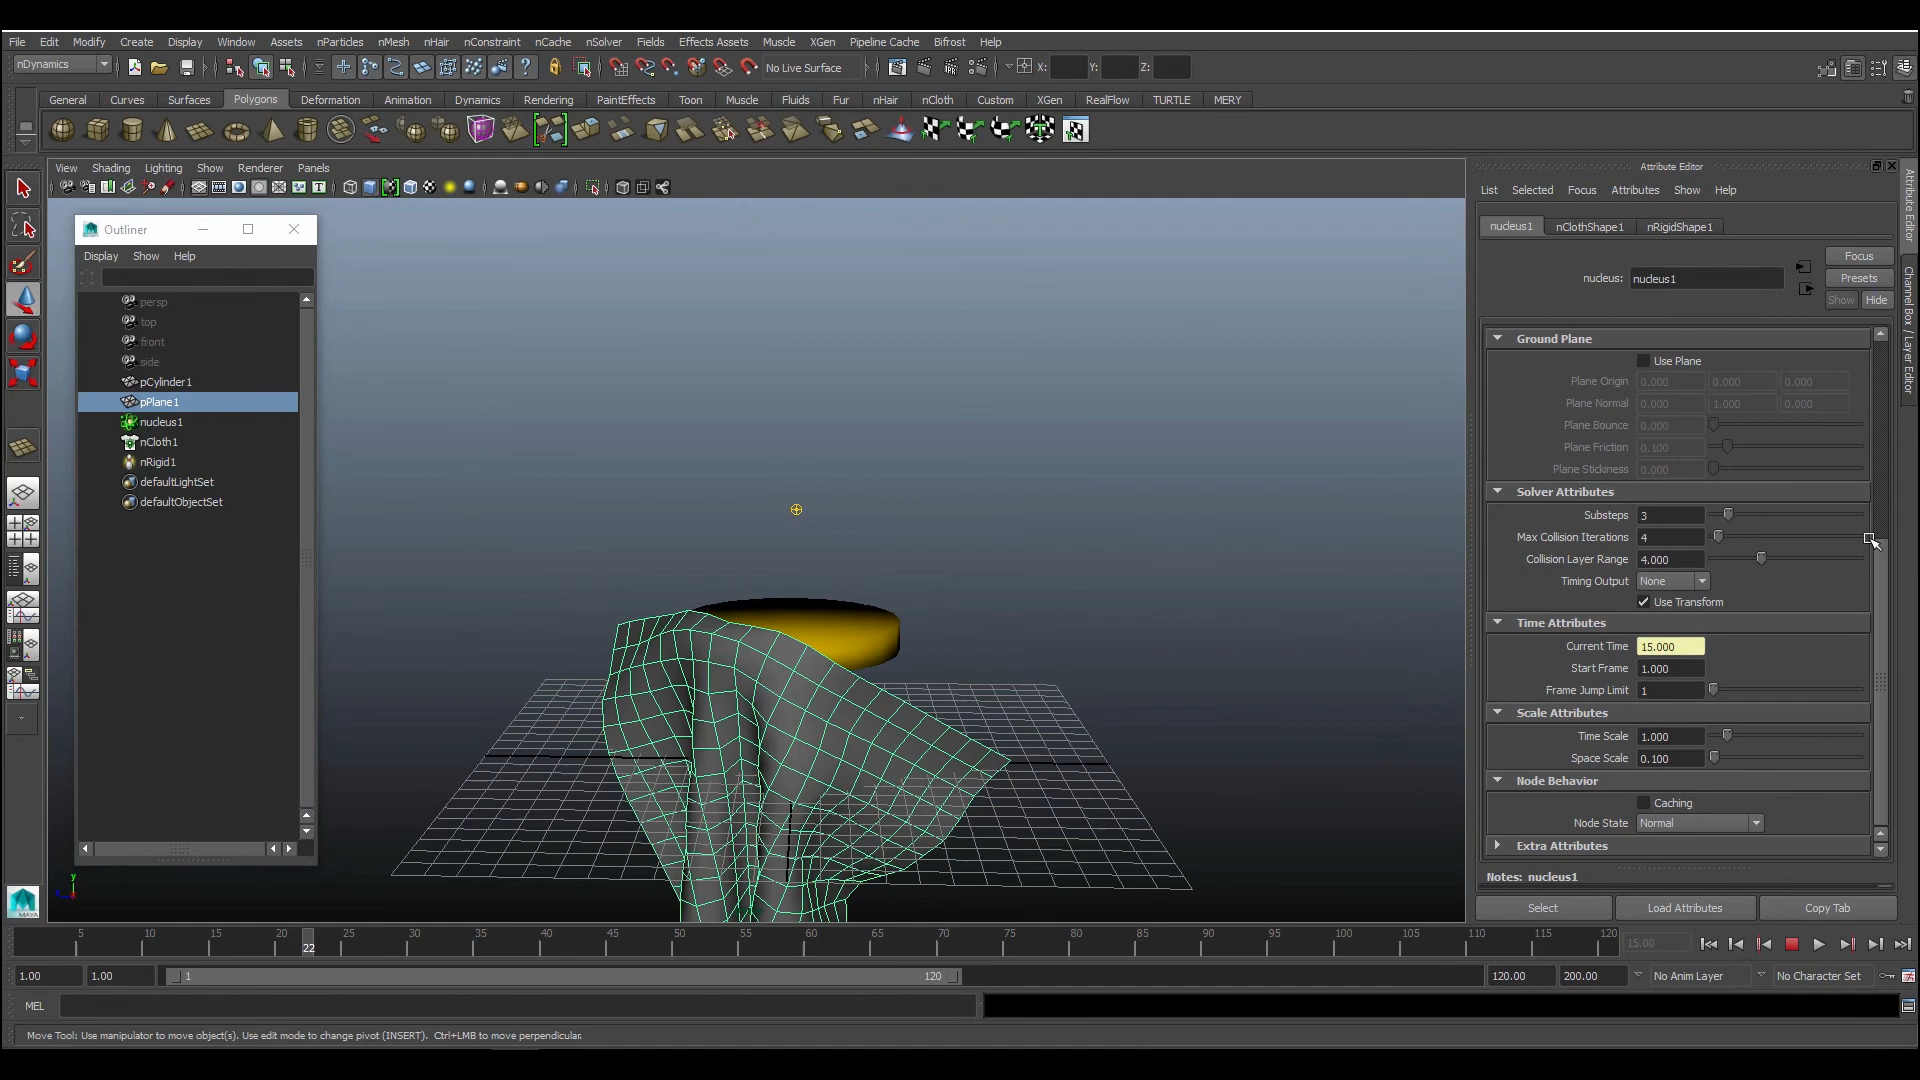 File Edit Modify Create Display Window Assets nParticles nMesh nHair nConstraint nCache nSolver Fields Effects Assets Muscle XGen Pipeline Cache Bifrost Help
nDynamics No Live Surface X: Y: Z:
General Curves Surfaces Polygons Deformation Animation Dynamics Rendering PaintEffects Toon Muscle Fluids Fur nHair nCloth Custom XGen RealFlow TURTLE MERY
View Shading Lighting Show Renderer Panels
Outliner
Display Show Help
persp
top
front
side
pCylinder1
pPlane1
nucleus1
nCloth1
nRigid1
defaultLightSet
defaultObjectSet
Attribute Editor
List Selected Focus Attributes Show Help
nucleus1 nClothShape1 nRigidShape1
Focus
nucleus: nucleus1 Presets
Show Hide
Ground Plane
Use Plane
Plane Origin 0.000 0.000 0.000
Plane Normal 0.000 1.000 0.000
Plane Bounce 0.000
Plane Friction 0.100
Plane Stickiness 0.000
Solver Attributes
Substeps 3
Max Collision Iterations 4
Collision Layer Range 4.000
Timing Output None
Use Transform
Time Attributes
Current Time 15.000
Start Frame 1.000
Frame Jump Limit 1
Scale Attributes
Time Scale 1.000
Space Scale 0.100
Node Behavior
Caching
Node State Normal
Extra Attributes
Notes: nucleus1
Select Load Attributes Copy Tab
Attribute Editor
Channel Box / Layer Editor
y
MAYA
5 10 15 20 22 25 30 35 40 45 50 55 60 65 70 75 80 85 90 95 100 105 110 115 120 15.00
1.00 1.00 1 120 120.00 200.00 No Anim Layer No Character Set
MEL
Move Tool: Use manipulator to move object(s). Use edit mode to change pivot (INSERT). Ctrl+LMB to move perpendicular.